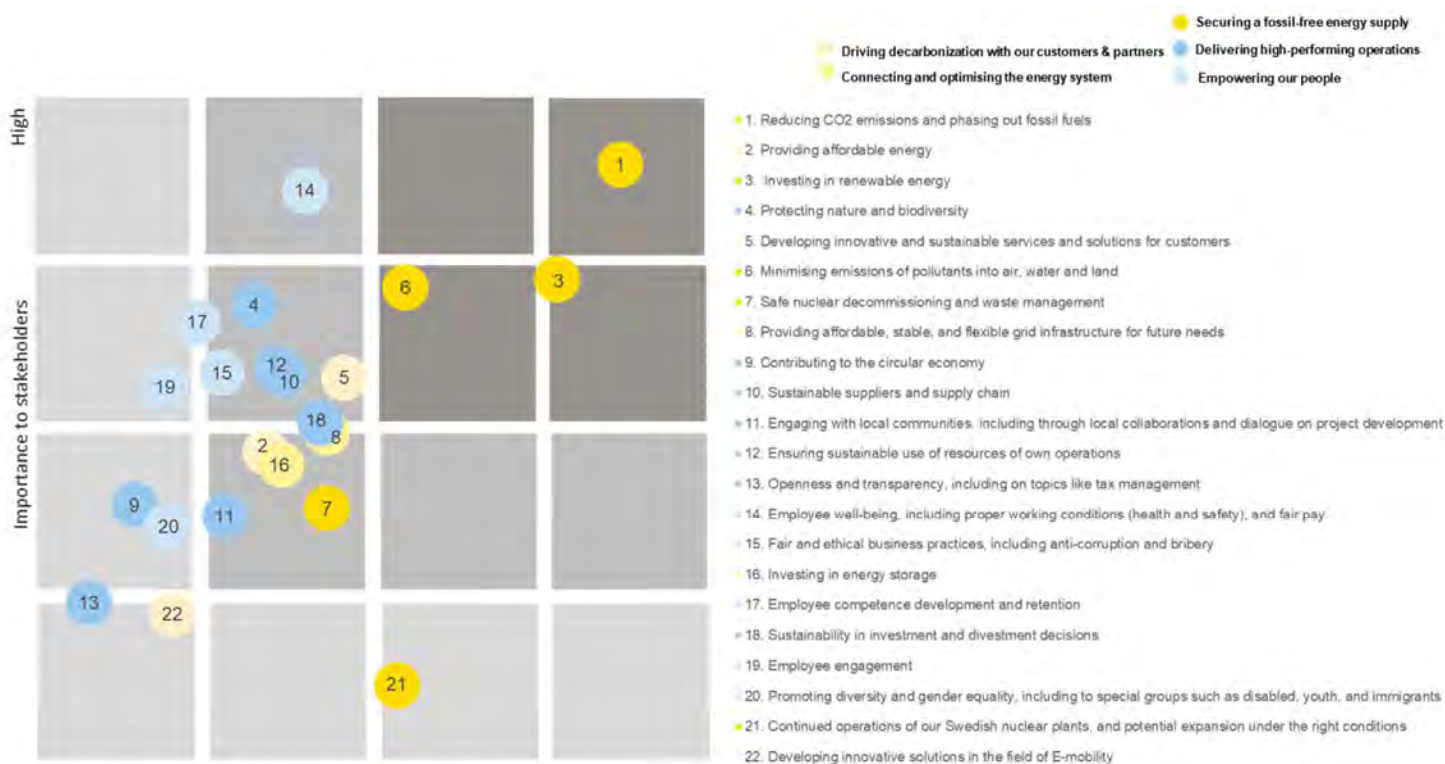 Securing a fossil-free energy supply
Driving decarbonization with our customers & partners
Delivering high-performing operations
Connecting and optimising the energy system
Empowering our people
High
Importance to stakeholders
1
14
3
6
4
17
12
15
10
5
19
18
8
2
16
9
7
11
20
13
22
21
1. Reducing CO2 emissions and phasing out fossil fuels
2. Providing affordable energy
3. Investing in renewable energy
4. Protecting nature and biodiversity
5. Developing innovative and sustainable services and solutions for customers
6. Minimising emissions of pollutants into air, water and land
7. Safe nuclear decommissioning and waste management
8. Providing affordable, stable, and flexible grid infrastructure for future needs
9. Contributing to the circular economy
10. Sustainable suppliers and supply chain
11. Engaging with local communities, including through local collaborations and dialogue on project development
12. Ensuring sustainable use of resources of own operations
13. Openness and transparency, including on topics like tax management
14. Employee well-being, including proper working conditions (health and safety), and fair pay
15. Fair and ethical business practices, including anti-corruption and bribery
16. Investing in energy storage
17. Employee competence development and retention
18. Sustainability in investment and divestment decisions
19. Employee engagement
20. Promoting diversity and gender equality, including to special groups such as disabled, youth, and immigrants
21. Continued operations of our Swedish nuclear plants, and potential expansion under the right conditions
22. Developing innovative solutions in the field of E-mobility